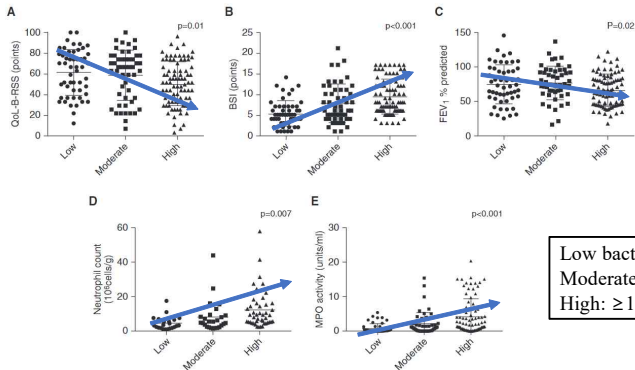 A
p=0.01
QoL-B-RSS (points)
100
80
60
40
20
0
Low
Moderate
High
B
p<0.001
BSI (points)
25
20
15
10
5
0
Low
Moderate
High
C
P=0.02
FEV₁ % predicted
200
150
100
50
0
Low
Moderate
High
D
p=0.007
Neutrophil count
(10⁶cells/g)
60
40
20
0
Low
Moderate
High
E
p<0.001
MPO activity (units/ml)
30
20
10
0
Low
Moderate
High
Low bact
Moderate
High: ≥1